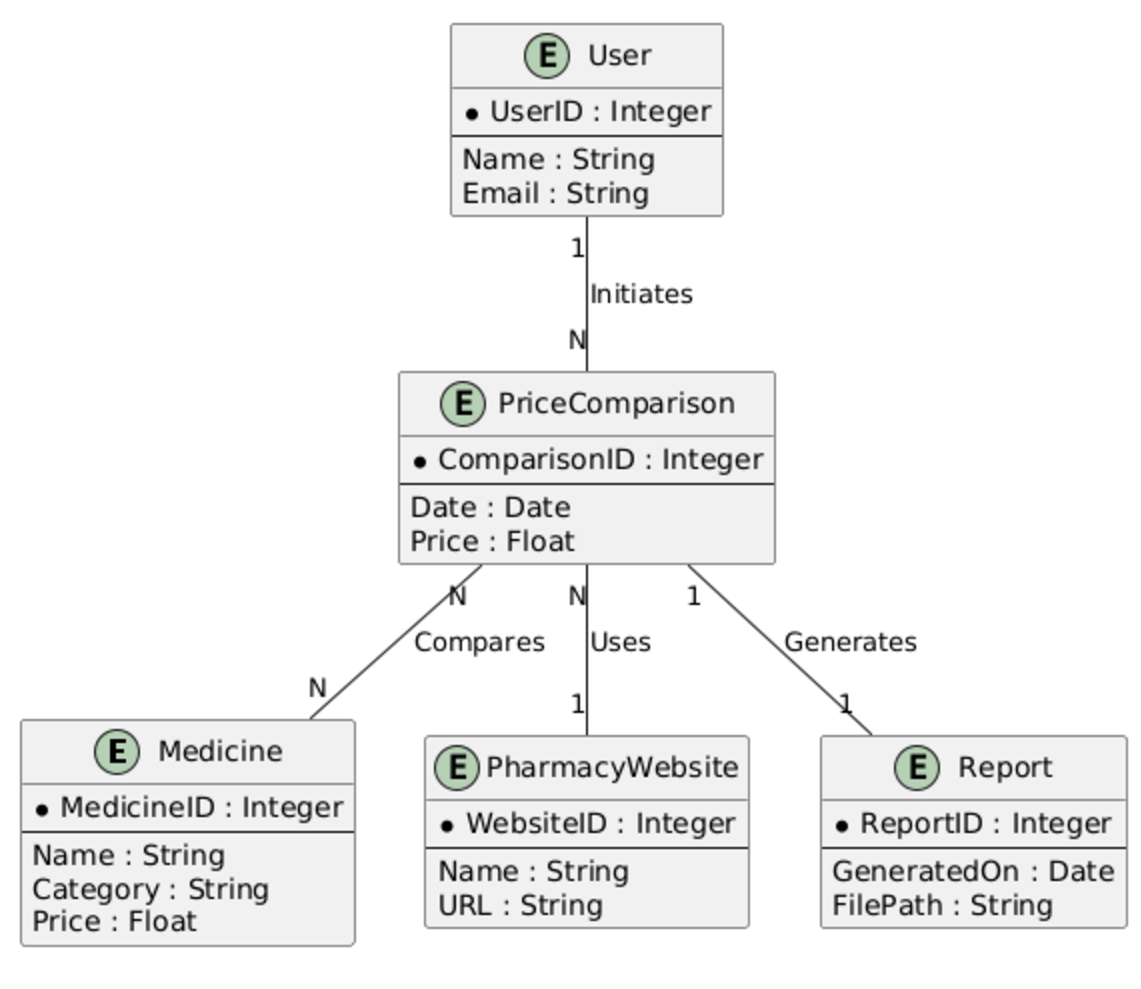 E User
* UserID : Integer
Name : String
Email : String
1
Initiates
N
E PriceComparison
* ComparisonID : Integer
Date : Date
Price : Float
N N 1
Compares Uses Generates
N 1 1
E Medicine
* MedicineID : Integer
Name : String
Category : String
Price : Float
E PharmacyWebsite
* WebsiteID : Integer
Name : String
URL : String
E Report
* ReportID : Integer
GeneratedOn : Date
FilePath : String